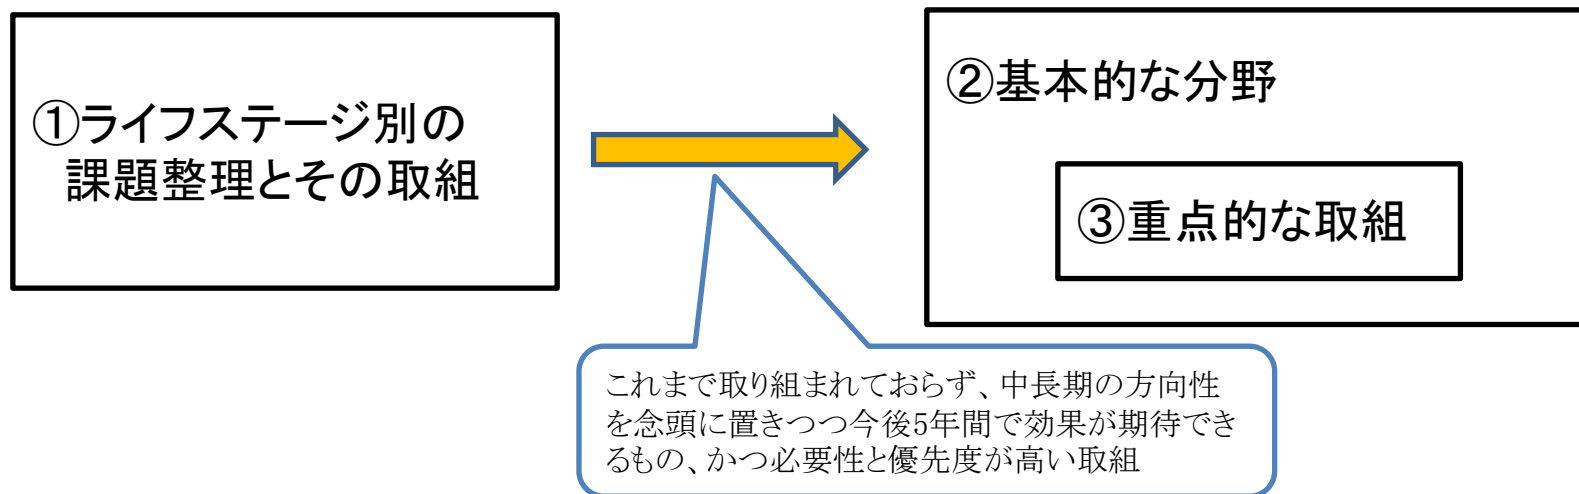 ①ライフステージ別の
課題整理とその取組
②基本的な分野
③重点的な取組
これまで取り組まれておらず、中長期の方向性
を念頭に置きつつ今後5年間で効果が期待でき
るもの、かつ必要性と優先度が高い取組